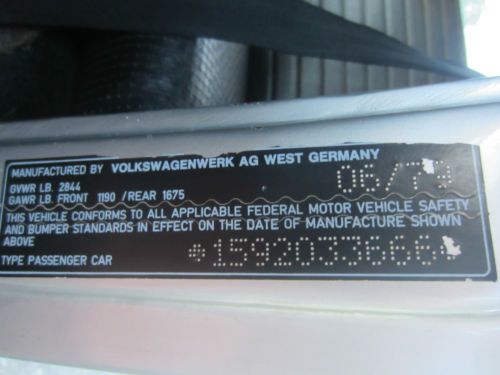 MANUFACTURED BY VOLKSWAGENWERK AG WEST GERMANY
GVWR LB. 2844 06/79
GAWR LB. FRONT 1190 / REAR 1675
THIS VEHICLE CONFORMS TO ALL APPLICABLE FEDERAL MOTOR VEHICLE SAFETY
AND BUMPER STANDARDS IN EFFECT ON THE DATE OF MANUFACTURE SHOWN
ABOVE
TYPE PASSENGER CAR *1592033666*